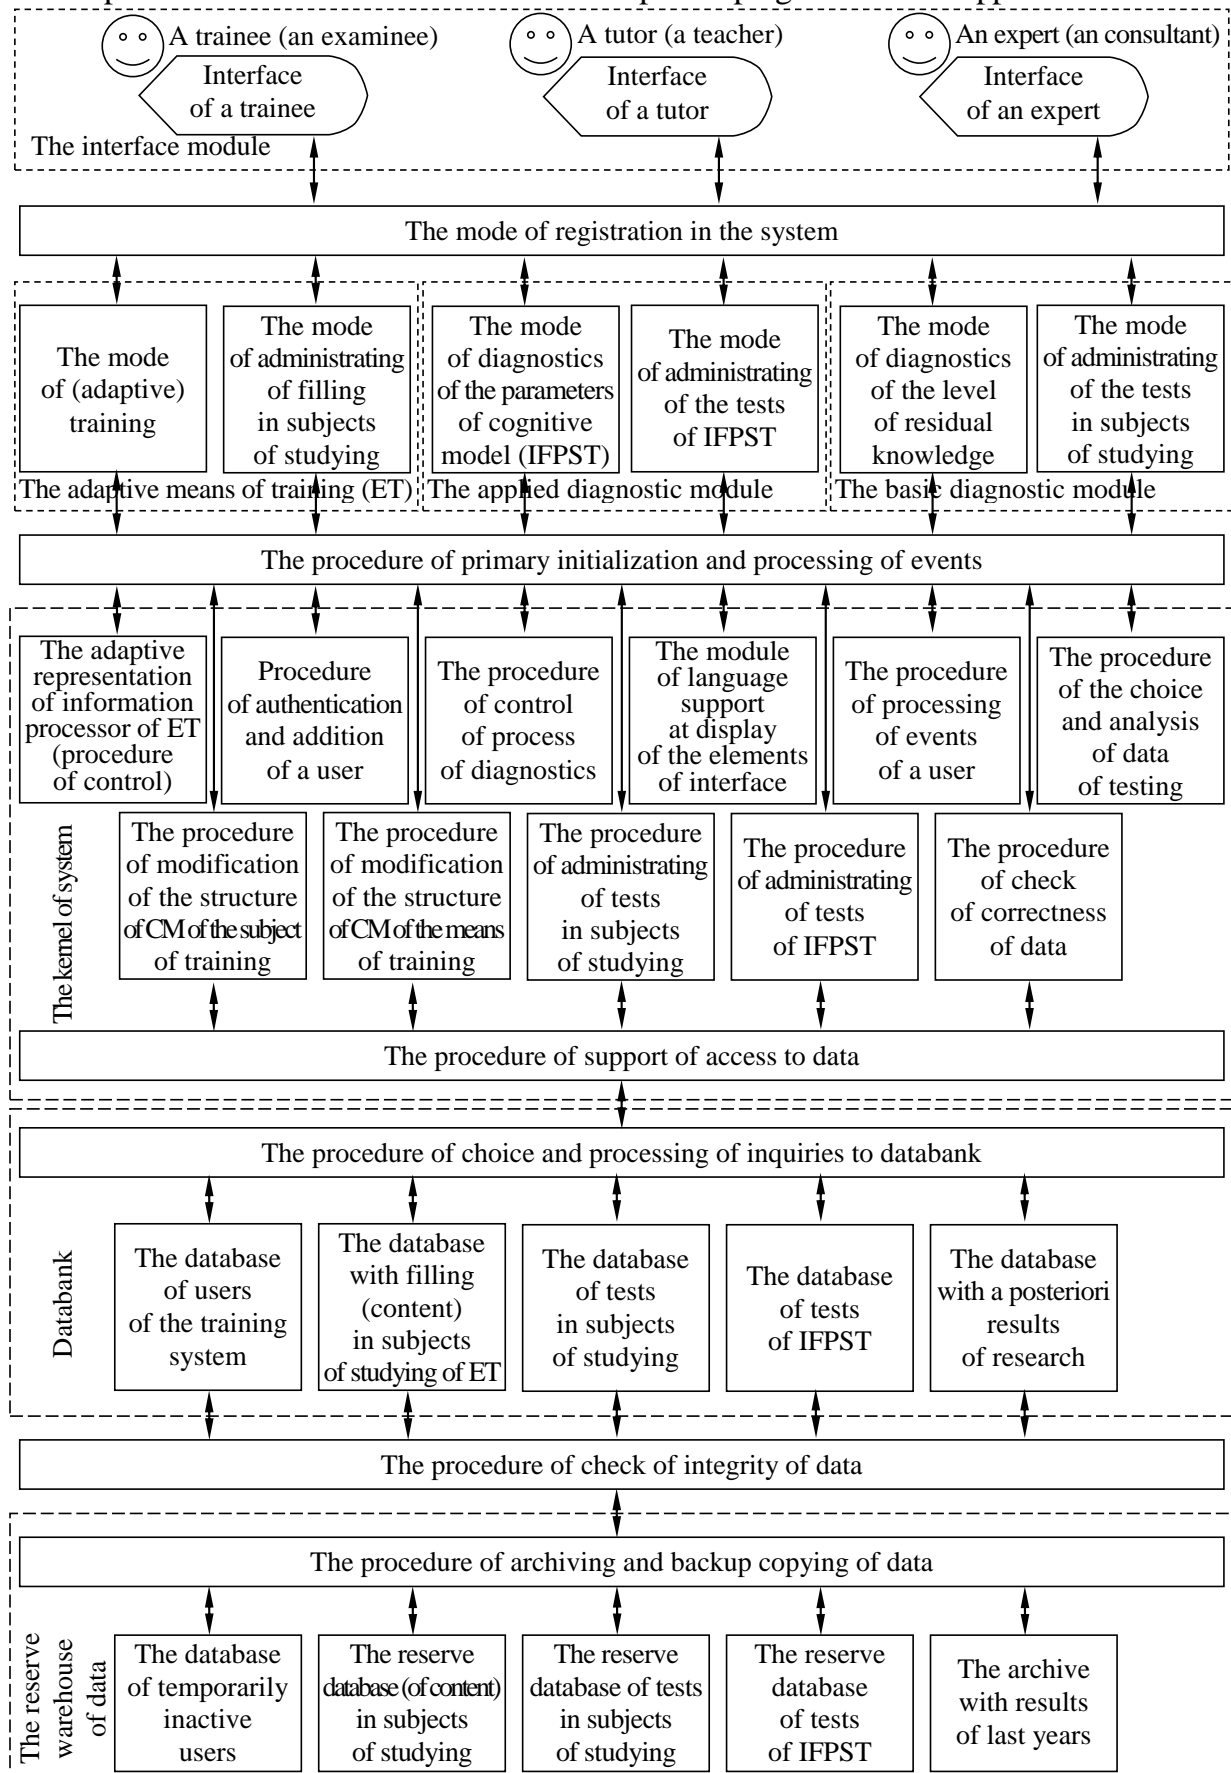 A trainee (an examinee)
A tutor (a teacher)
An expert (an consultant)
Interface
of a trainee
Interface
of a tutor
Interface
of an expert
The interface module
The mode of registration in the system
The mode
of (adaptive)
training
The mode
of administrating
of filling
in subjects
of studying
The mode
of diagnostics
of the parameters
of cognitive
model (IFPST)
The mode
of administrating
of the tests
of IFPST
The mode
of diagnostics
of the level
of residual
knowledge
The mode
of administrating
of the tests
in subjects
of studying
The adaptive means of training (ET)
The applied diagnostic module
The basic diagnostic module
The procedure of primary initialization and processing of events
The adaptive
representation
of information
processor of ET
(procedure
of control)
Procedure
of authentication
and addition
of a user
The procedure
of control
of process
of diagnostics
The module
of language
support
at display
of the elements
of interface
The procedure
of processing
of events
of a user
The procedure
of the choice
and analysis
of data
of testing
The kernel of system
The procedure
of modification
of the structure
of CM of the subject
of training
The procedure
of modification
of the structure
of CM of the means
of training
The procedure
of administrating
of tests
in subjects
of studying
The procedure
of administrating
of tests
of IFPST
The procedure
of check
of correctness
of data
The procedure of support of access to data
The procedure of choice and processing of inquiries to databank
Databank
The database
of users
of the training
system
The database
with filling
(content)
in subjects
of studying of ET
The database
of tests
in subjects
of studying
The database
of tests
of IFPST
The database
with a posteriori
results
of research
The procedure of check of integrity of data
The procedure of archiving and backup copying of data
The reserve
warehouse
of data
The database
of temporarily
inactive
users
The reserve
database (of content)
in subjects
of studying
The reserve
database of tests
in subjects
of studying
The reserve
database
of tests
of IFPST
The archive
with results
of last years